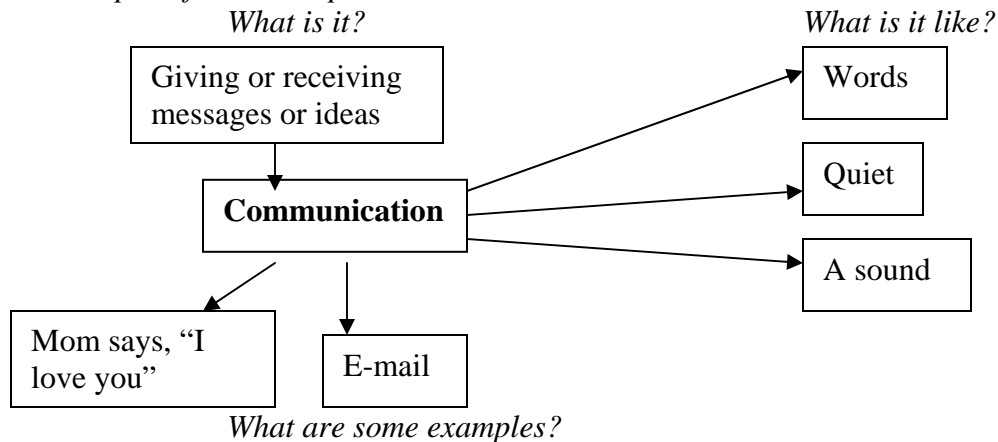 What is it?
What is it like?
Giving or receiving
messages or ideas
Words
Quiet
Communication
A sound
Mom says, “I
love you”
E-mail
What are some examples?